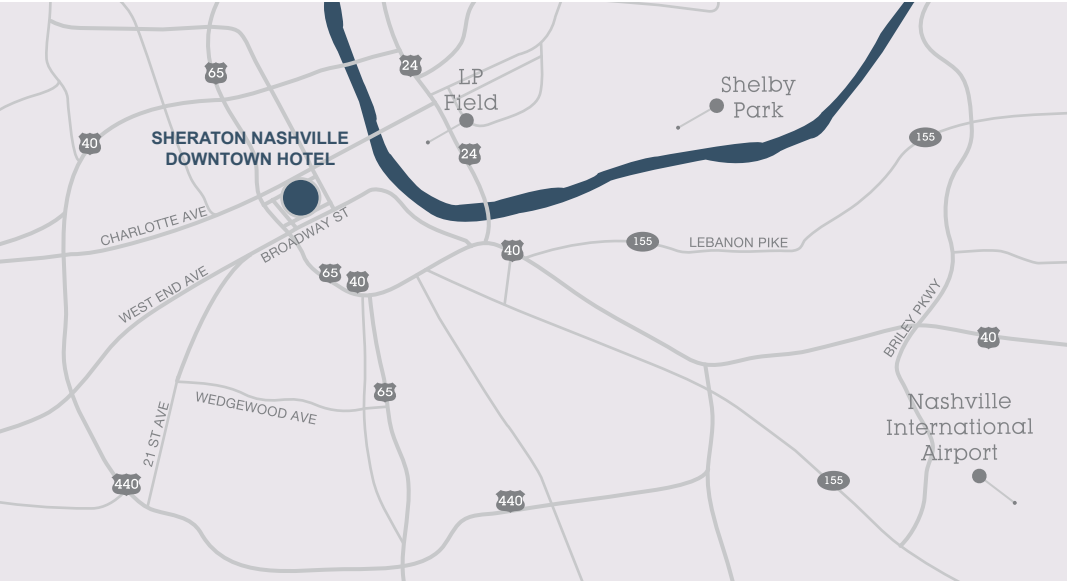 65
24
LP
Field
Shelby
Park
40
SHERATON NASHVILLE
DOWNTOWN HOTEL
24
155
CHARLOTTE AVE
BROADWAY ST
40
155
LEBANON PIKE
65
40
WEST END AVE
BRILEY PKWY
40
65
WEDGEWOOD AVE
21 ST AVE
Nashville
International
Airport
440
440
155